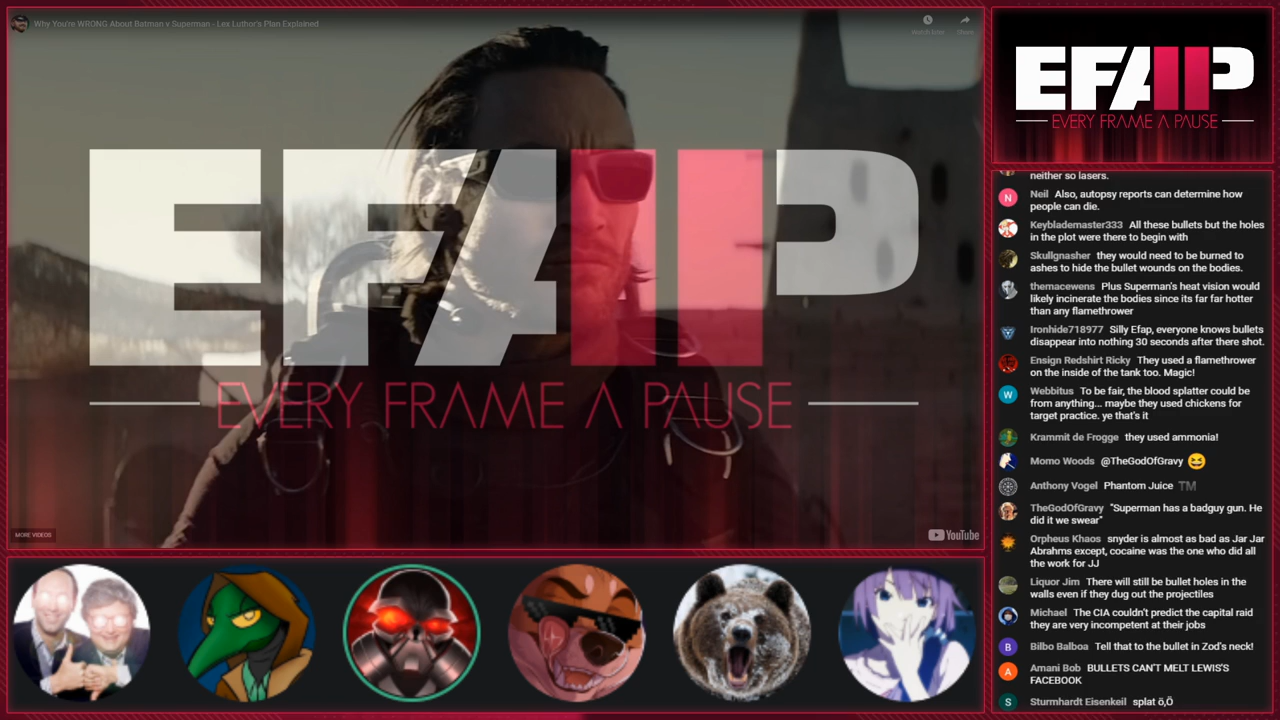 Why You're WRONG About Batman v Superman - Lex Luthor's Plan Explained
Watch later
Share
EFAP
EVERY FRAME A PAUSE
MORE VIDEOS
YouTube
EFAP
EVERY FRAME A PAUSE
neither so lasers.
N
Neil Also, autopsy reports can determine how
people can die.
Keyblademaster333 All these bullets but the holes
in the plot were there to begin with
Skullgnasher they would need to be burned to
ashes to hide the bullet wounds on the bodies.
themacewens Plus Superman's heat vision would
likely incinerate the bodies since its far far hotter
than any flamethrower
Ironhide718977 Silly Efap, everyone knows bullets
disappear into nothing 30 seconds after there shot.
Ensign Redshirt Ricky They used a flamethrower
on the inside of the tank too. Magic!
W
Webbitus To be fair, the blood splatter could be
from anything... maybe they used chickens for
target practice. ye that's it
Krammit de Frogge they used ammonia!
Momo Woods @TheGodOfGravy 😆
Anthony Vogel Phantom Juice ™
TheGodOfGravy "Superman has a badguy gun. He
did it we swear"
Orpheus Khaos snyder is almost as bad as Jar Jar
Abrahms except, cocaine was the one who did all
the work for JJ
Liquor Jim There will still be bullet holes in the
walls even if they dug out the projectiles
Michael The CIA couldn't predict the capital raid
they are very incompetent at their jobs
B
Bilbo Balboa Tell that to the bullet in Zod's neck!
A
Amani Bob BULLETS CAN'T MELT LEWIS'S
FACEBOOK
S
Sturmhardt Eisenkeil splat ö,Ö